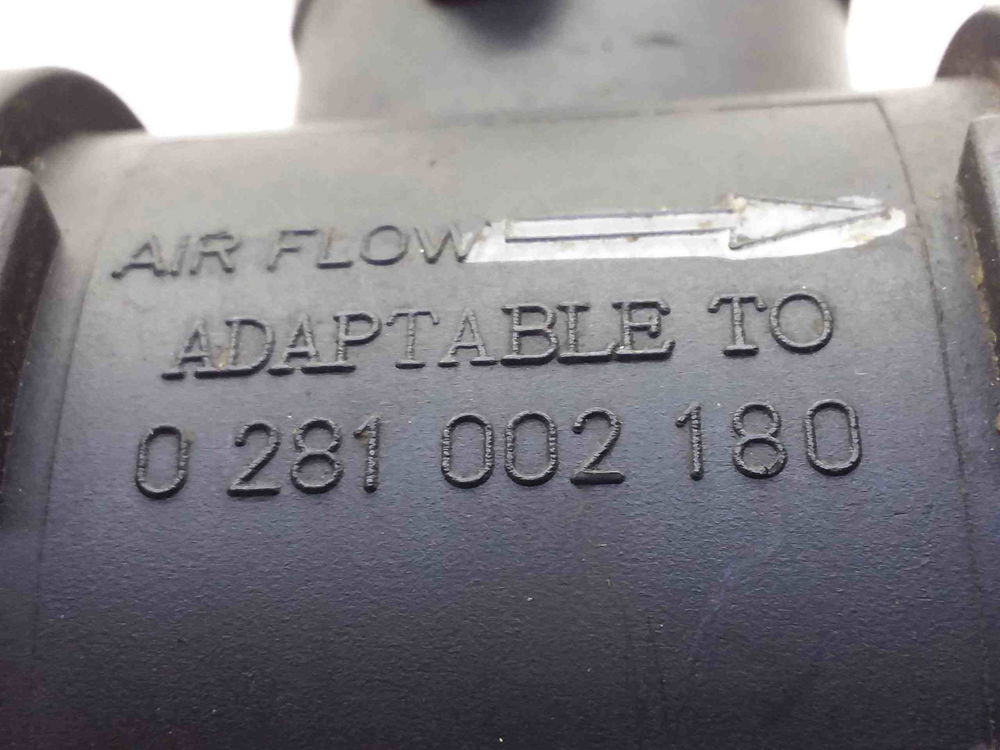 AIR FLOW
ADAPTABLE TO
0 281 002 180